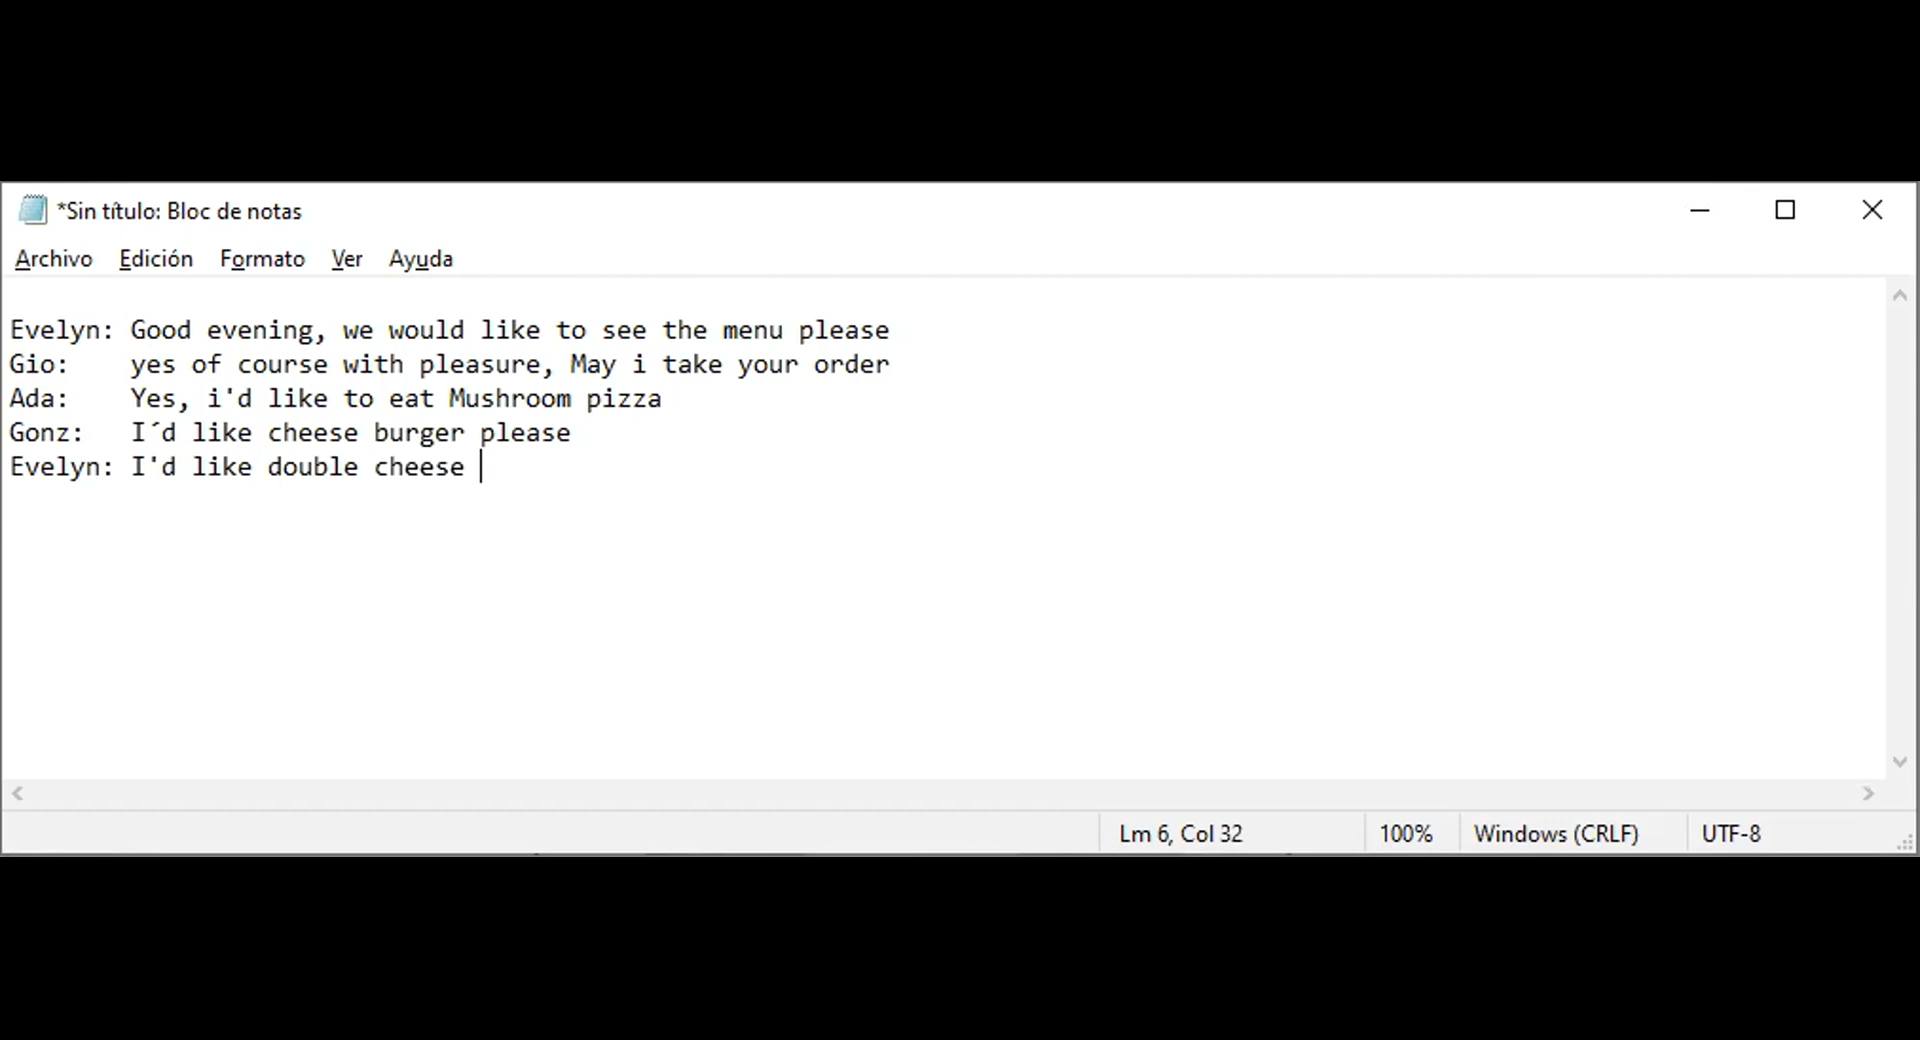 *Sin título: Bloc de notas
Archivo Edición Formato Ver Ayuda
Evelyn: Good evening, we would like to see the menu please
Gio: yes of course with pleasure, May i take your order
Ada: Yes, i'd like to eat Mushroom pizza
Gonz: I´d like cheese burger please
Evelyn: I'd like double cheese
Lm 6, Col 32 100% Windows (CRLF) UTF-8